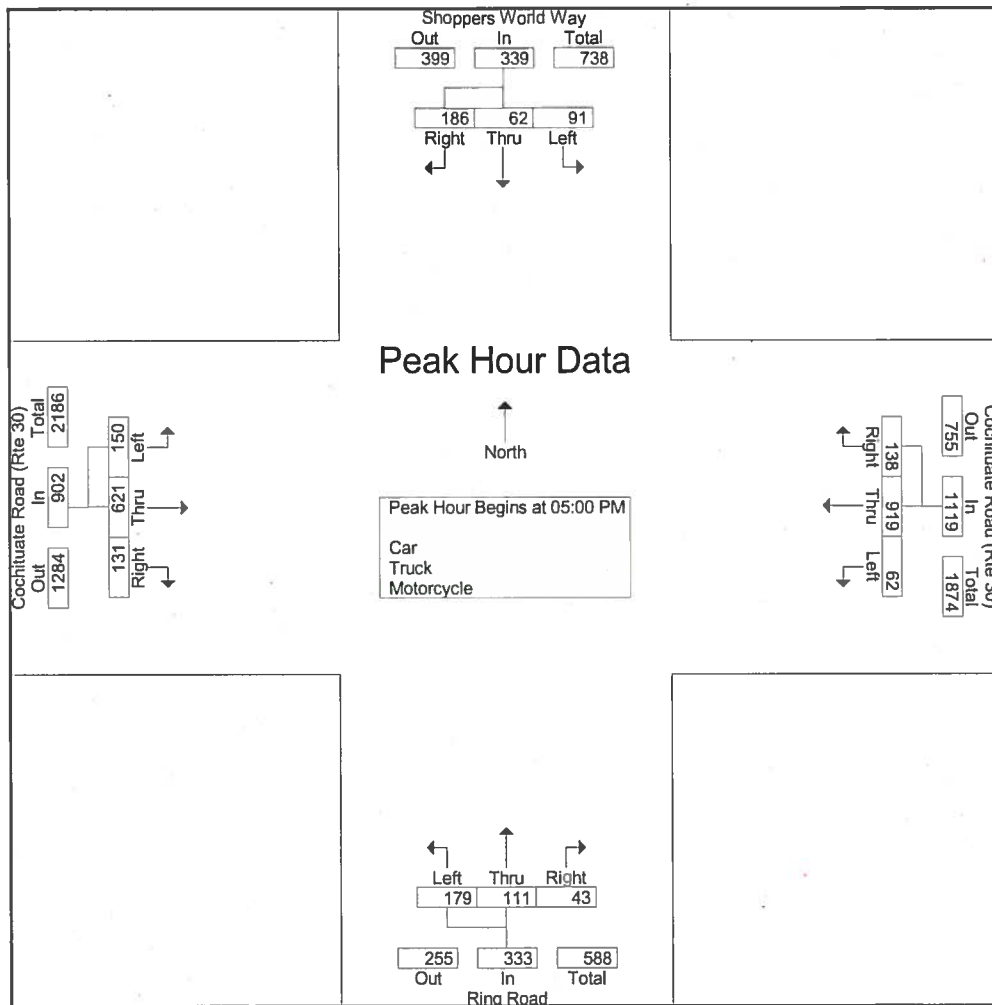 Shoppers World Way
Out In Total
399 339 738
186 62 91
Right Thru Left
Peak Hour Data
North
Peak Hour Begins at 05:00 PM
Car
Truck
Motorcycle
Cochituate Road (Rte 30)
Out In Total
1284 902 2186
150 621 131
Left Thru Right
Cochituate Road (Rte 30)
Out In Total
755 1119 1874
138 919 62
Right Thru Left
Left Thru Right
179 111 43
255 333 588
Out In Total
Ring Road